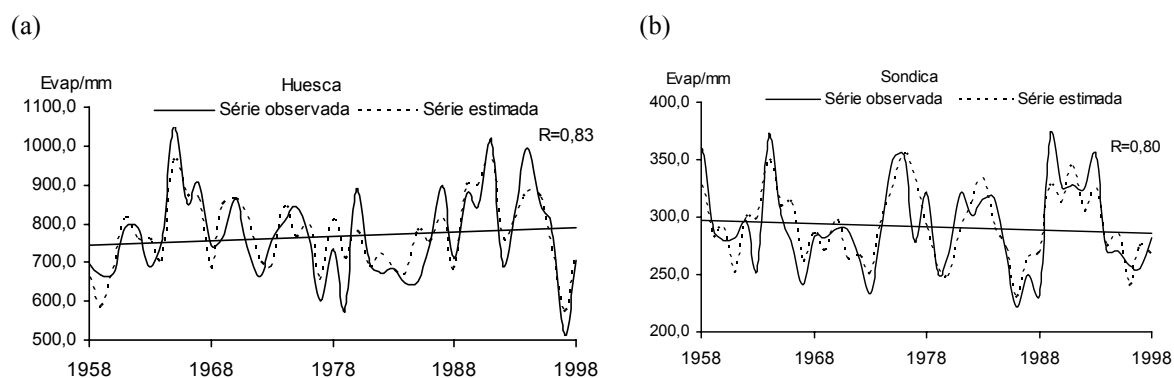 (a)
Evap/mm
Huesca
Série observada
Série estimada
R=0,83
1100,0
1000,0
900,0
800,0
700,0
600,0
500,0
1958 1968 1978 1988 1998
(b)
Evap/mm
Sondica
Série observada
Série estimada
R=0,80
400,0
350,0
300,0
250,0
200,0
1958 1968 1978 1988 1998